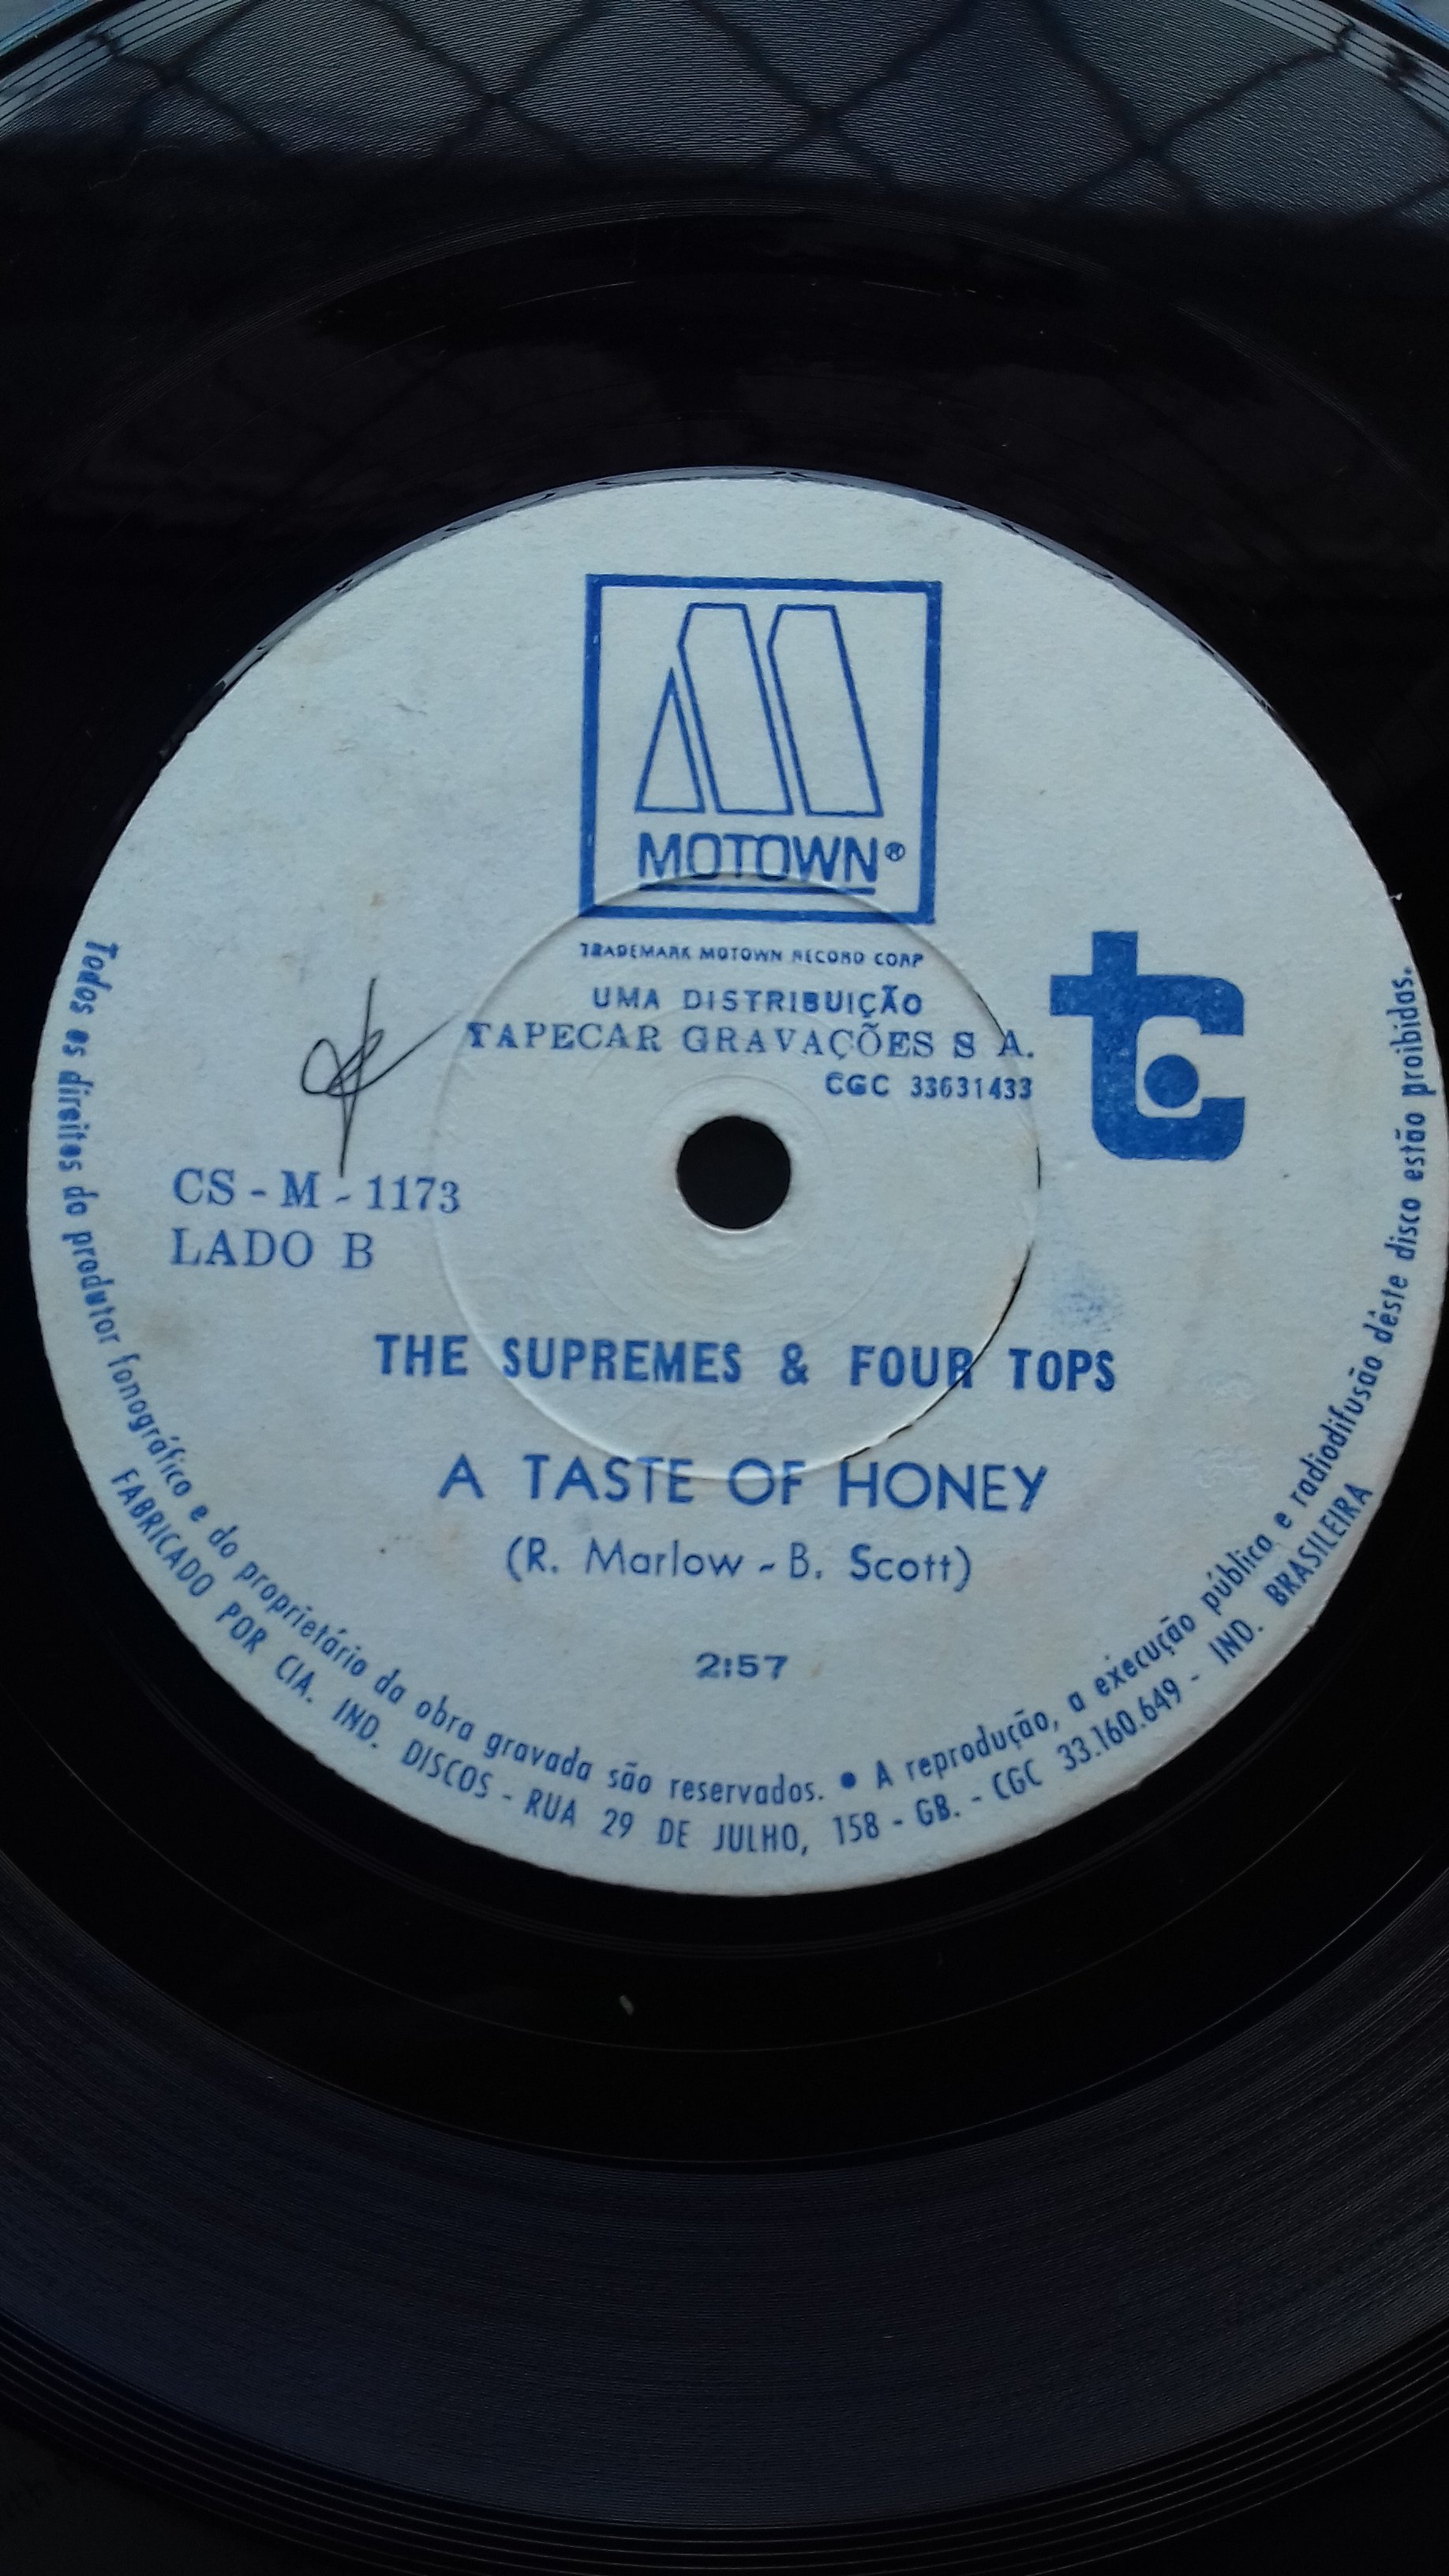 MOTOWN®
TRADEMARK MOTOWN RECORD CORP
UMA DISTRIBUIÇÃO
TAPECAR GRAVAÇÕES S A.
CGC 33631433
tc
CS - M - 1173
LADO B
THE SUPREMES & FOUR TOPS
A TASTE OF HONEY
(R. Marlow - B. Scott)
2:57
Todos os direitos do produtor fonográfico e do proprietário da obra gravada são reservados. • A reprodução, a execução público e radiodifusão dêste disco estão proibidas.
FABRICADO POR CIA. IND. DISCOS - RUA 29 DE JULHO, 158 - GB. - CGC 33.160.649 - IND. BRASILEIRA